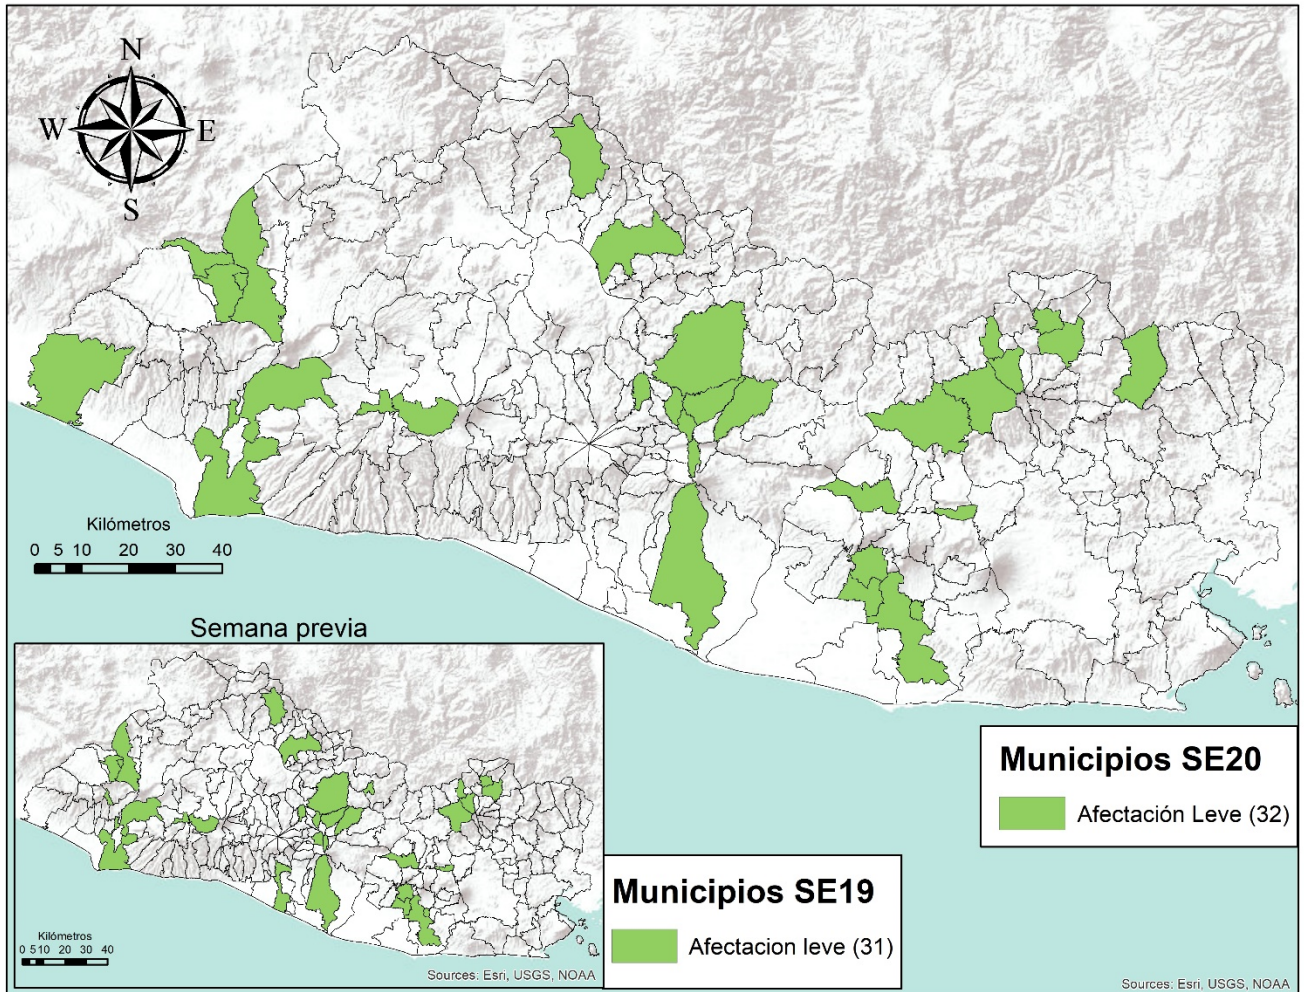 N
W E
S
Kilómetros
0 5 10 20 30 40
Semana previa
Municipios SE20
Afectación Leve (32)
Municipios SE19
Afectacion leve (31)
Kilómetros
0 5 10 20 30 40
Sources: Esri, USGS, NOAA
Sources: Esri, USGS, NOAA